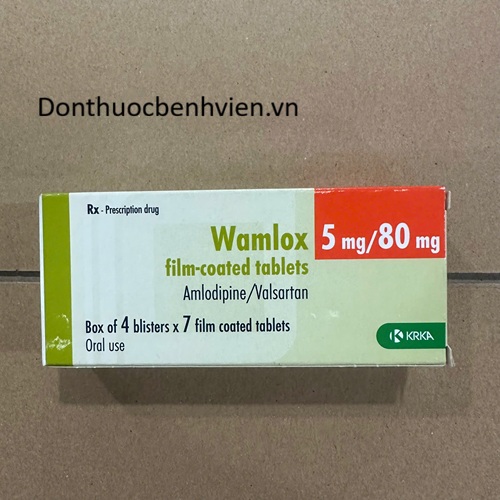 Donthuocbenhvien.vn
Rx - Prescription drug
Wamlox 5 mg/80 mg
film-coated tablets
Amlodipine/Valsartan
Box of 4 blisters x 7 film coated tablets
Oral use
KRKA